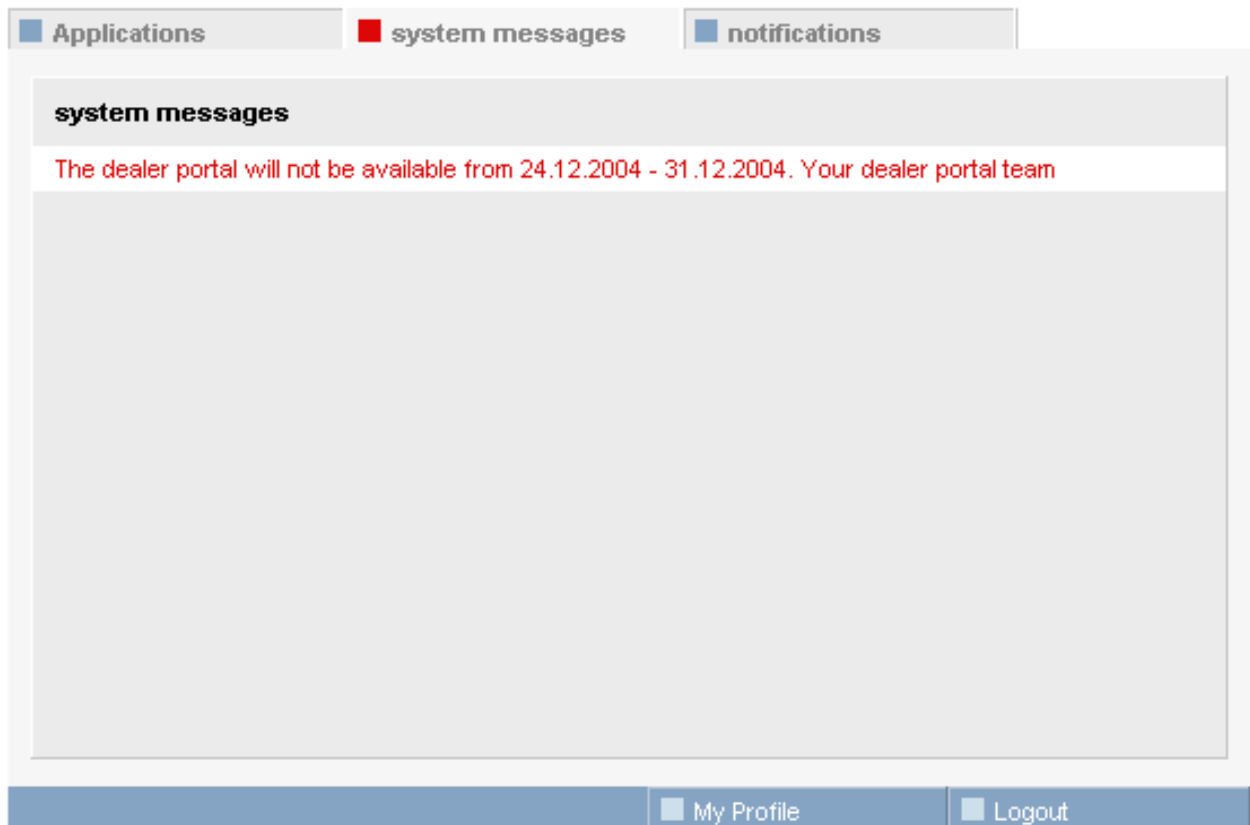 Applications
system messages
notifications
system messages
The dealer portal will not be available from 24.12.2004 - 31.12.2004. Your dealer portal team
My Profile
Logout